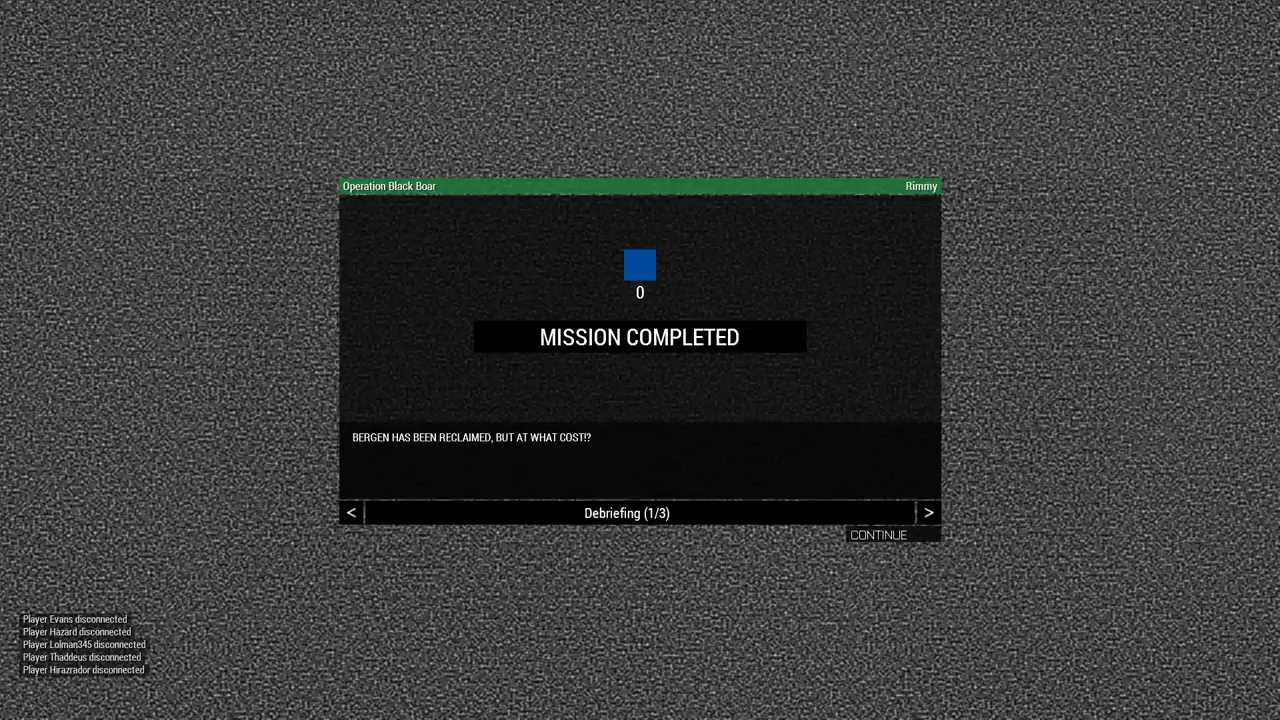 Operation Black Boar
Rimmy
0
MISSION COMPLETED
BERGEN HAS BEEN RECLAIMED, BUT AT WHAT COST!?
< Debriefing (1/3) >
CONTINUE
Player Evans disconnected
Player Hazard disconnected
Player Lolman345 disconnected
Player Thaddeus disconnected
Player Hirazrador disconnected